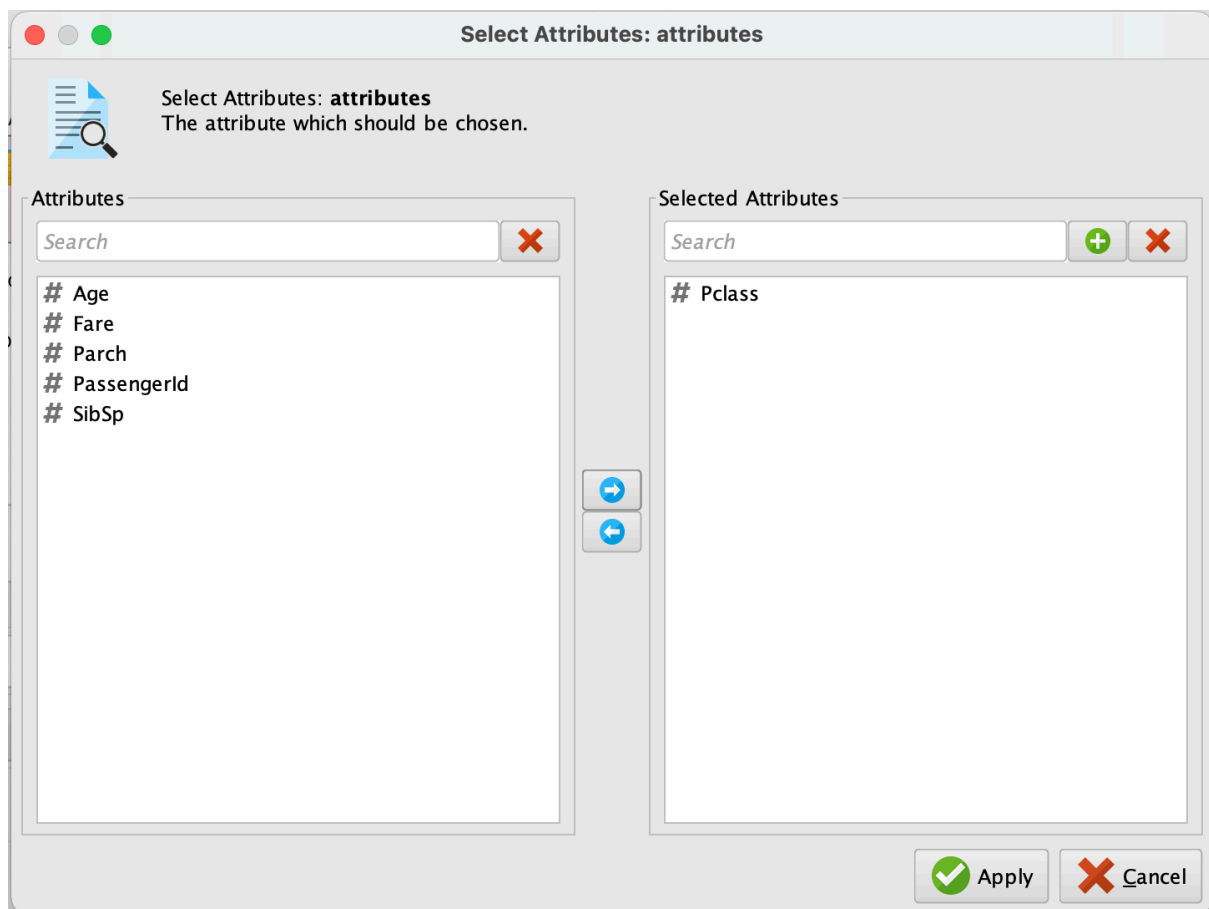 Select Attributes: attributes
Select Attributes: attributes
The attribute which should be chosen.
Attributes
Search
# Age
# Fare
# Parch
# PassengerId
# SibSp
Selected Attributes
Search
# Pclass
Apply
Cancel